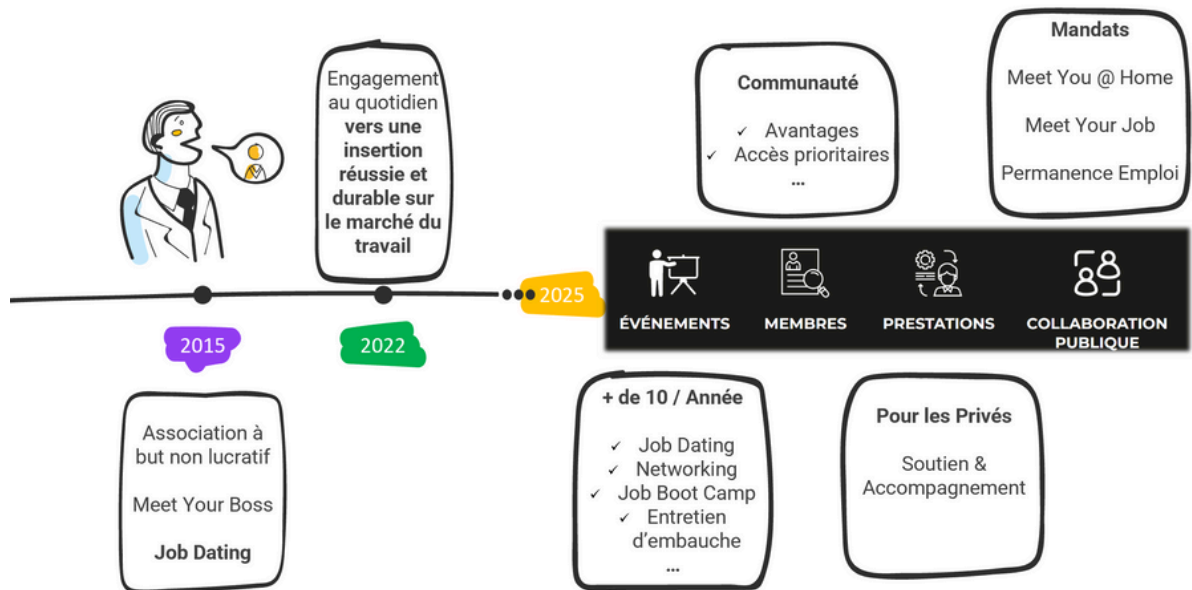 Engagement
au quotidien
vers une
insertion
réussie et
durable sur
le marché du
travail
2015
2022
2025
Association à
but non lucratif
Meet Your Boss
Job Dating
Communauté
✓ Avantages
✓ Accès prioritaires
...
Mandats
Meet You @ Home
Meet Your Job
Permanence Emploi
ÉVÉNEMENTS
MEMBRES
PRESTATIONS
COLLABORATION
PUBLIQUE
+ de 10 / Année
✓ Job Dating
✓ Networking
✓ Job Boot Camp
✓ Entretien
d'embauche
...
Pour les Privés
Soutien &
Accompagnement